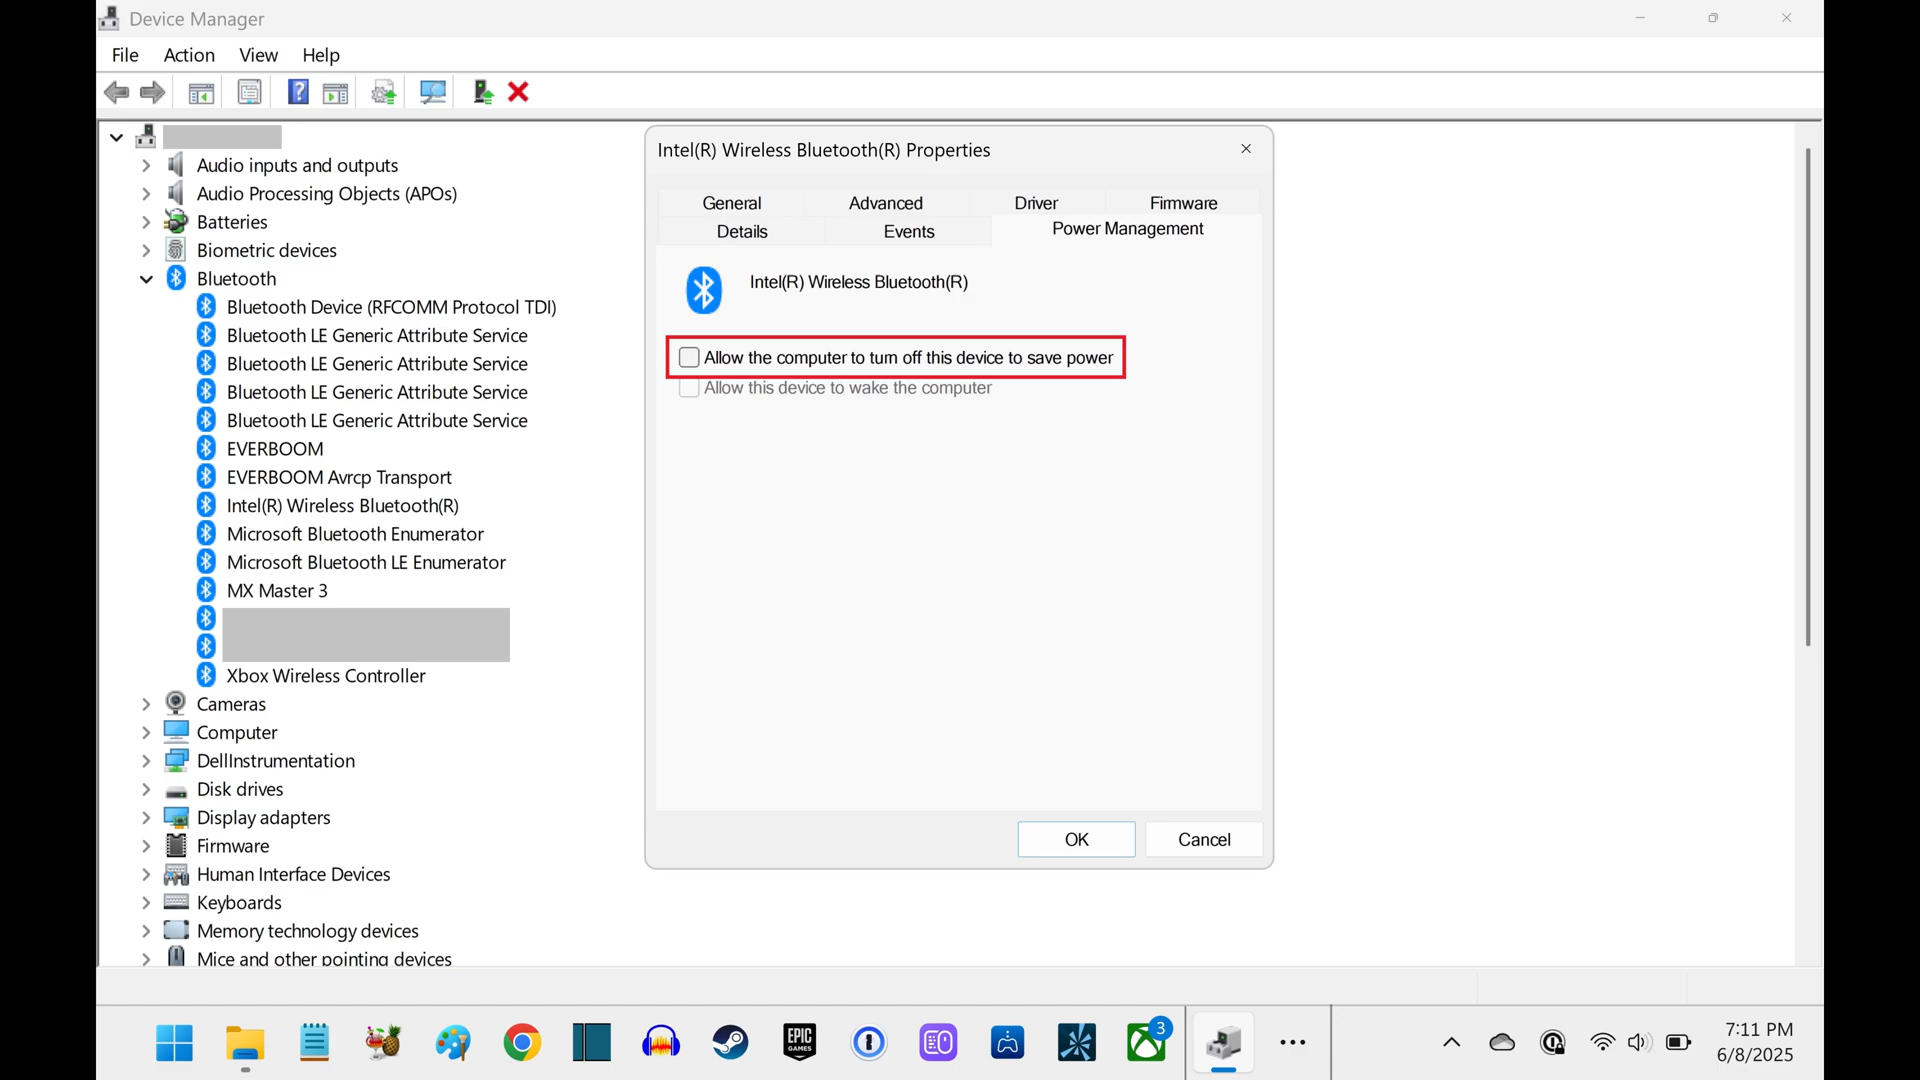 Device Manager
File Action View Help
Audio inputs and outputs
Audio Processing Objects (APOs)
Batteries
Biometric devices
Bluetooth
Bluetooth Device (RFCOMM Protocol TDI)
Bluetooth LE Generic Attribute Service
Bluetooth LE Generic Attribute Service
Bluetooth LE Generic Attribute Service
Bluetooth LE Generic Attribute Service
EVERBOOM
EVERBOOM Avrcp Transport
Intel(R) Wireless Bluetooth(R)
Microsoft Bluetooth Enumerator
Microsoft Bluetooth LE Enumerator
MX Master 3
Xbox Wireless Controller
Cameras
Computer
DellInstrumentation
Disk drives
Display adapters
Firmware
Human Interface Devices
Keyboards
Memory technology devices
Mice and other pointing devices
Intel(R) Wireless Bluetooth(R) Properties
General Advanced Driver Firmware
Details Events Power Management
Intel(R) Wireless Bluetooth(R)
Allow the computer to turn off this device to save power
Allow this device to wake the computer
OK Cancel
EPIC
GAMES
3
7:11 PM
6/8/2025